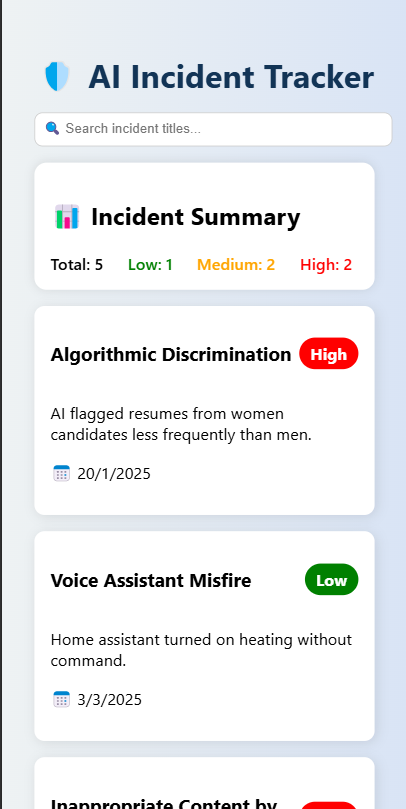 AI Incident Tracker
Search incident titles...
Incident Summary
Total: 5 Low: 1 Medium: 2 High: 2
Algorithmic Discrimination High
AI flagged resumes from women
candidates less frequently than men.
20/1/2025
Voice Assistant Misfire Low
Home assistant turned on heating without
command.
3/3/2025
Inappropriate Content by